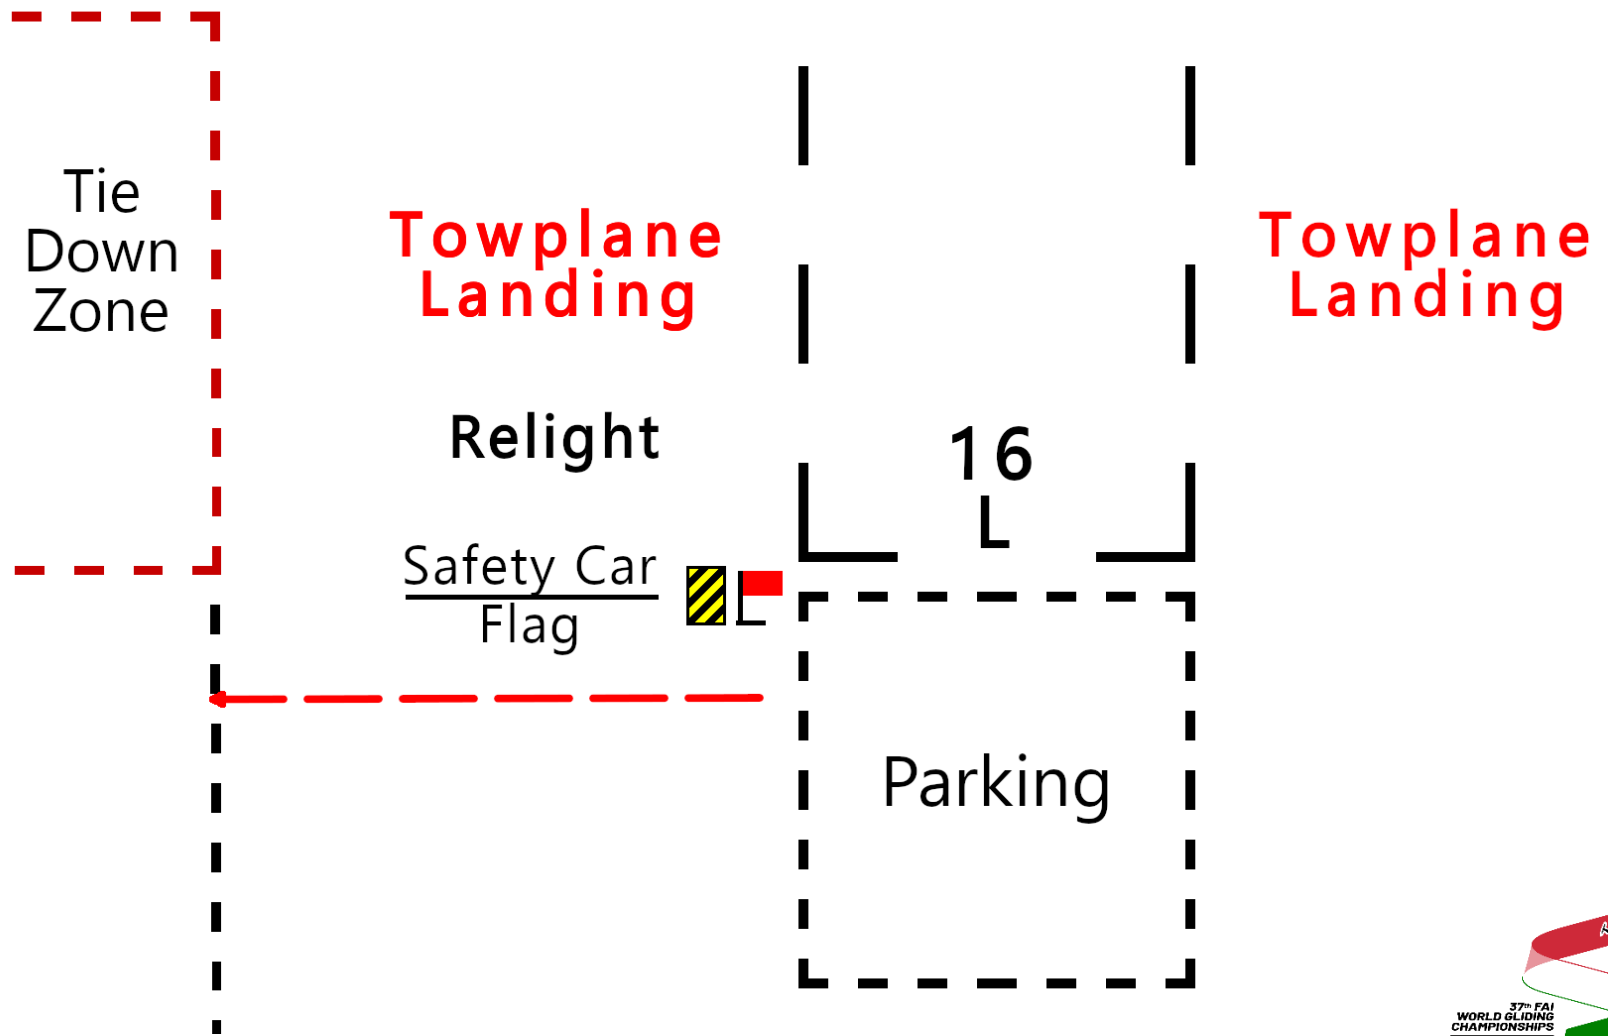 Tie
Down
Zone
Towplane
Landing
Towplane
Landing
Relight
16
L
Safety Car
Flag
Parking
37th FAI
WORLD GLIDING
CHAMPIONSHIPS